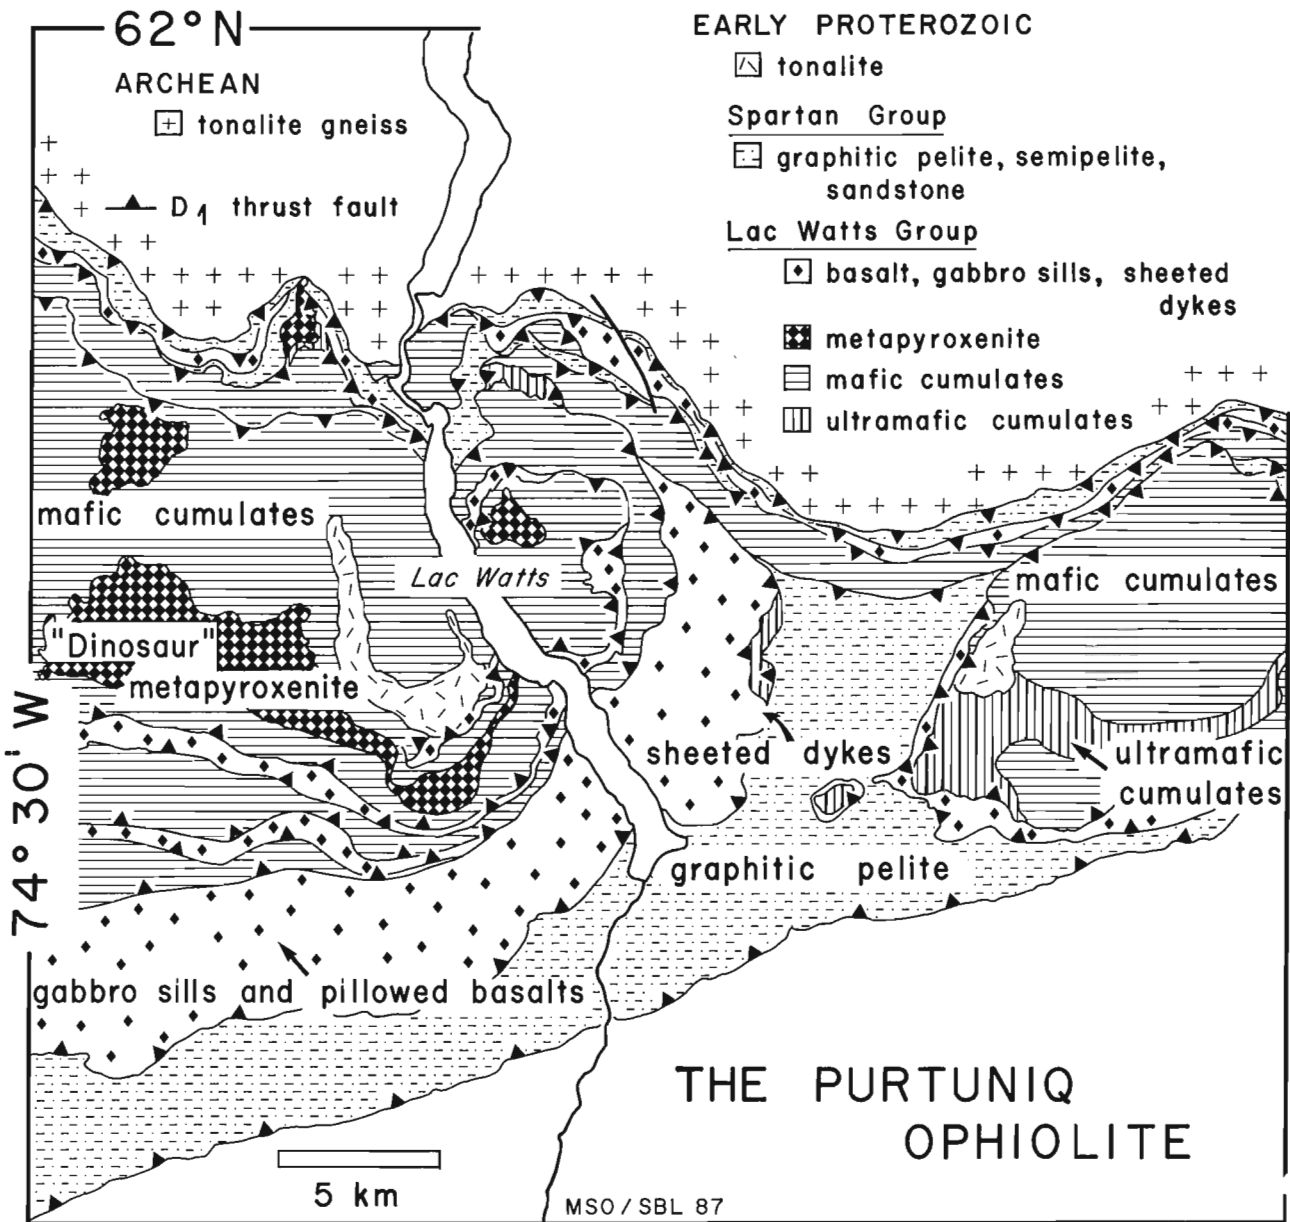 62°N
ARCHEAN
tonalite gneiss
D1 thrust fault
EARLY PROTEROZOIC
tonalite
Spartan Group
graphitic pelite, semipelite,
sandstone
Lac Watts Group
basalt, gabbro sills, sheeted
dykes
metapyroxenite
mafic cumulates
ultramafic cumulates
mafic cumulates
Lac Watts
mafic cumulates
"Dinosaur"
metapyroxenite
74° 30' W
sheeted dykes
ultramafic
cumulates
graphitic pelite
gabbro sills and pillowed basalts
THE PURTUNIQ
OPHIOLITE
5 km
MSO / SBL 87